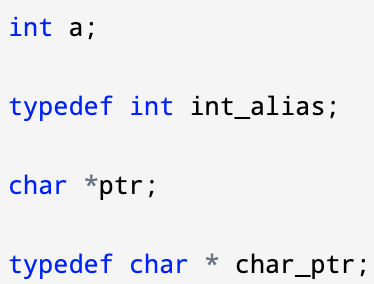 int a;
typedef int int_alias;
char *ptr;
typedef char * char_ptr;